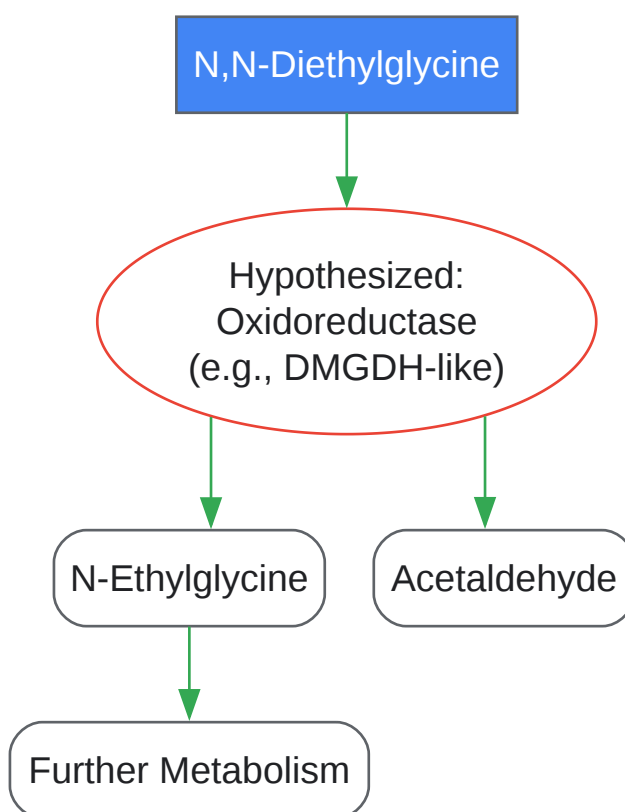 N,N-Diethylglycine
Hypothesized:
Oxidoreductase
(e.g., DMGDH-like)
N-Ethylglycine
Acetaldehyde
Further Metabolism